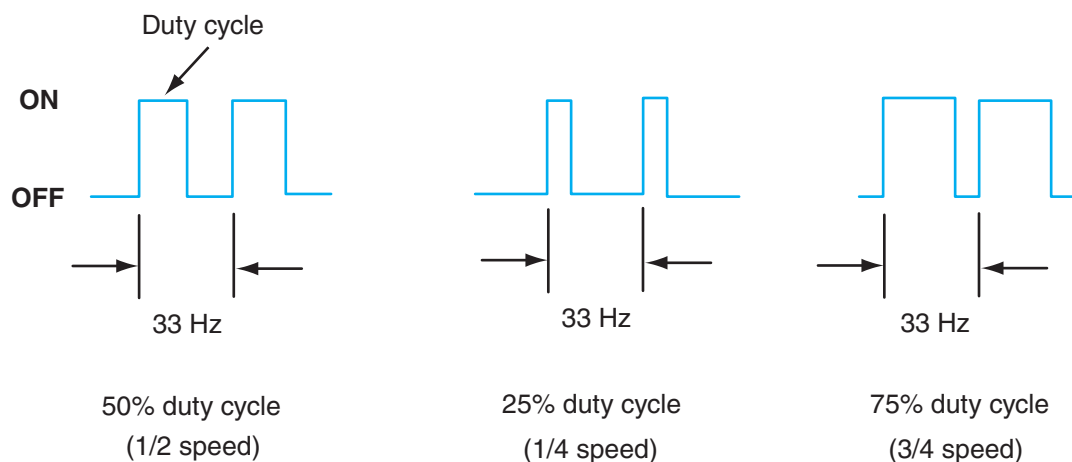 Duty cycle
ON
OFF
33 Hz
33 Hz
33 Hz
50% duty cycle
(1/2 speed)
25% duty cycle
(1/4 speed)
75% duty cycle
(3/4 speed)